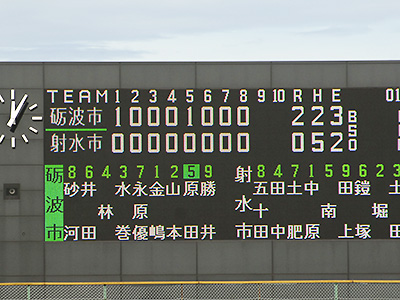 TEAM 1 2 3 4 5 6 7 8 9 10 R H E 01
砺波市 1 0 0 0 1 0 0 0 2 2 3 B
射水市 0 0 0 0 0 0 0 0 0 5 2 S O
砺波市
8 6 4 3 7 1 2 5 9
砂河
井田
林
水巻
永原優
金嶋
山本
原田
勝井
射水市
8 4 7 1 5 9 3 6
五十田
田中
土肥
中原
南
田上
鎧塚
堀
土田